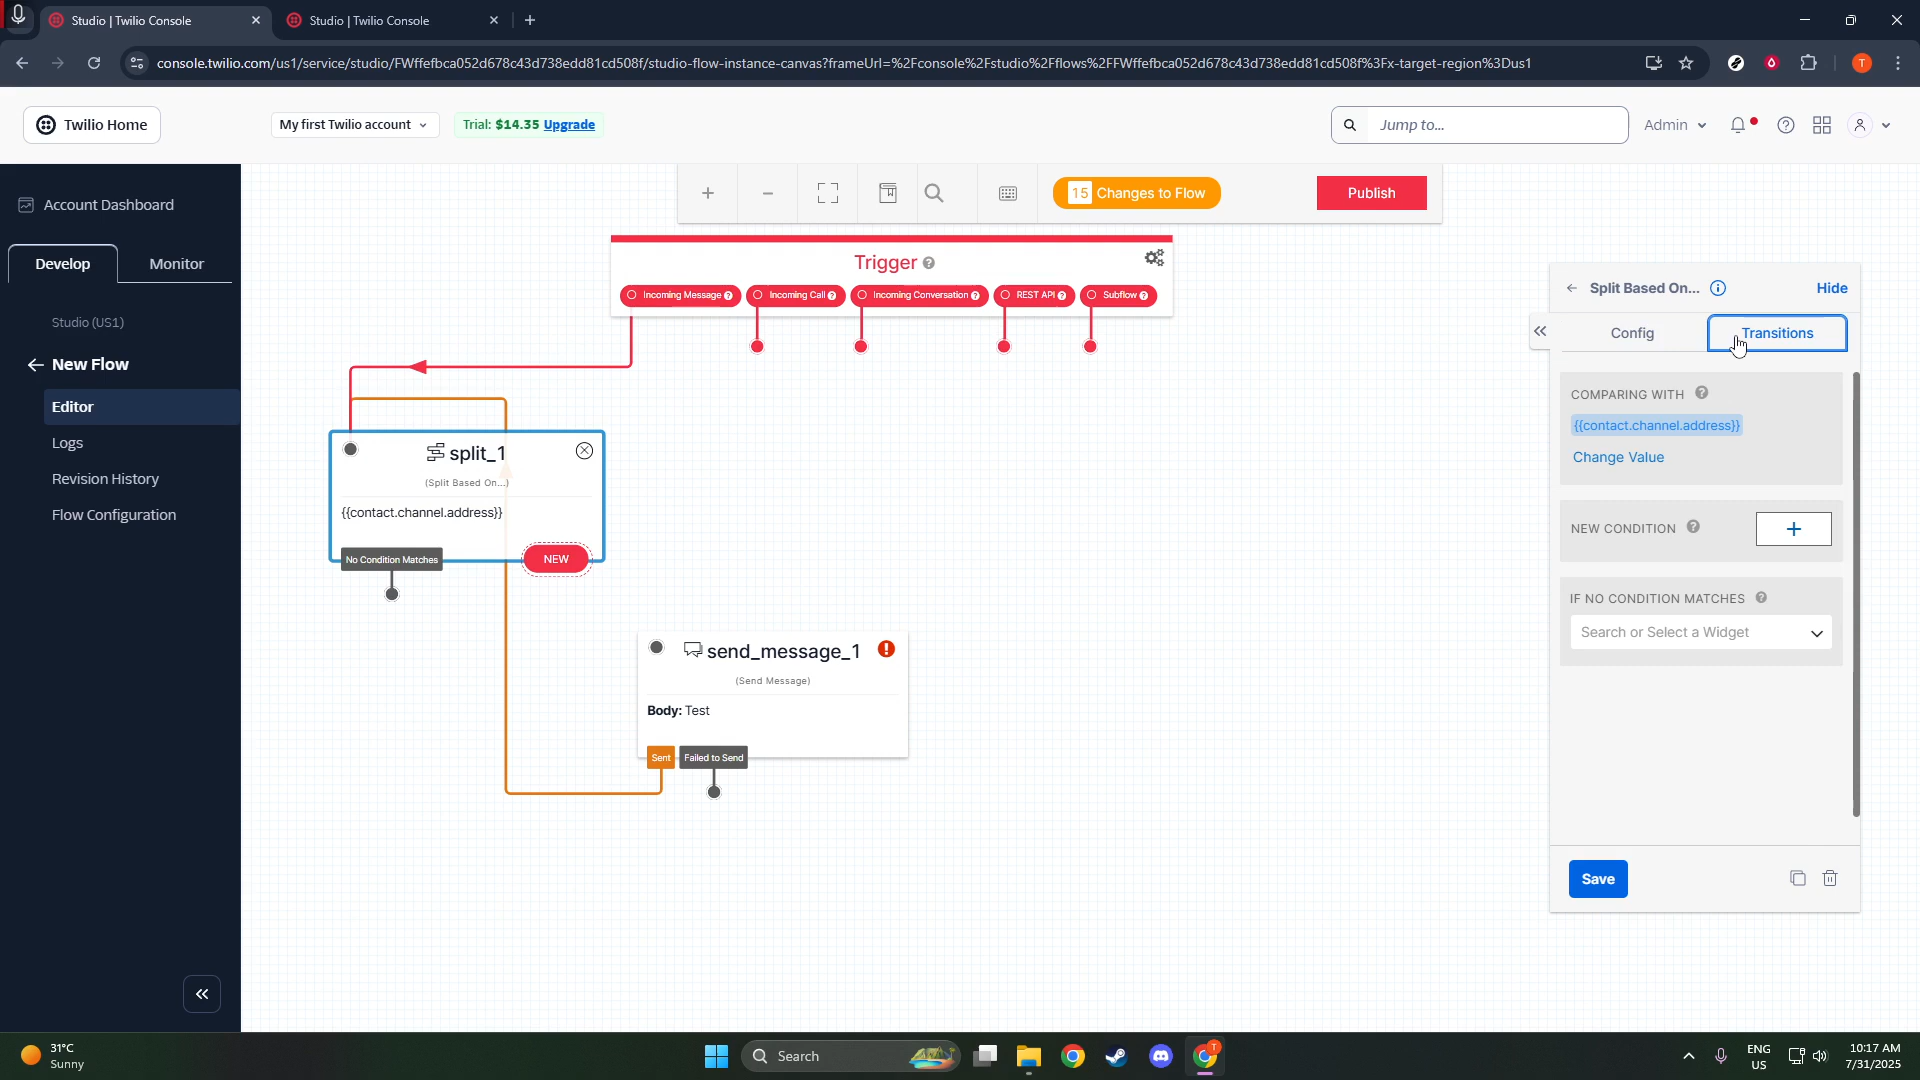 Studio | Twilio Console
Studio | Twilio Console
console.twilio.com/us1/service/studio/FWffefbca052d678c43d738edd81cd508f/studio-flow-instance-canvas?frameUrl=%2Fconsole%2Fstudio%2Fflows%2FFWffefbca052d678c43d738edd81cd508f%3Fx-target-region%3Dus1
T
Twilio Home
My first Twilio account
Trial: $14.35 Upgrade
Jump to...
Admin
Account Dashboard
Develop
Monitor
Studio (US1)
New Flow
Editor
Logs
Revision History
Flow Configuration
15 Changes to Flow
Publish
Trigger
Incoming Message
Incoming Call
Incoming Conversation
REST API
Subflow
split_1
(Split Based On...)
{{contact.channel.address}}
No Condition Matches
NEW
send_message_1
(Send Message)
Body: Test
Sent
Failed to Send
Split Based On...
Hide
Config
Transitions
COMPARING WITH
{{contact.channel.address}}
Change Value
NEW CONDITION
IF NO CONDITION MATCHES
Search or Select a Widget
Save
31°C
Sunny
Search
T
ENG
US
10:17 AM
7/31/2025